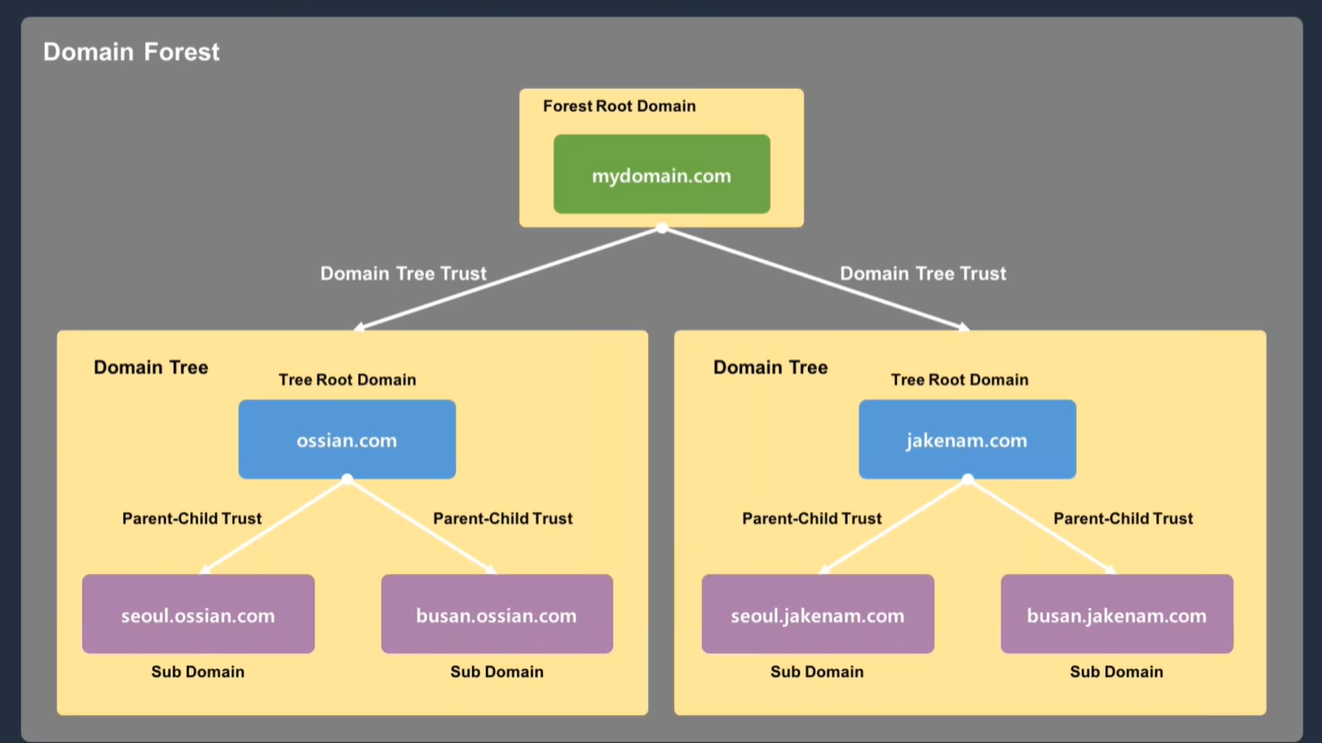 Domain Forest
Forest Root Domain
mydomain.com
Domain Tree Trust
Domain Tree Trust
Domain Tree
Tree Root Domain
ossian.com
Parent-Child Trust
Parent-Child Trust
seoul.ossian.com
busan.ossian.com
Sub Domain
Sub Domain
Domain Tree
Tree Root Domain
jakenam.com
Parent-Child Trust
Parent-Child Trust
seoul.jakenam.com
busan.jakenam.com
Sub Domain
Sub Domain